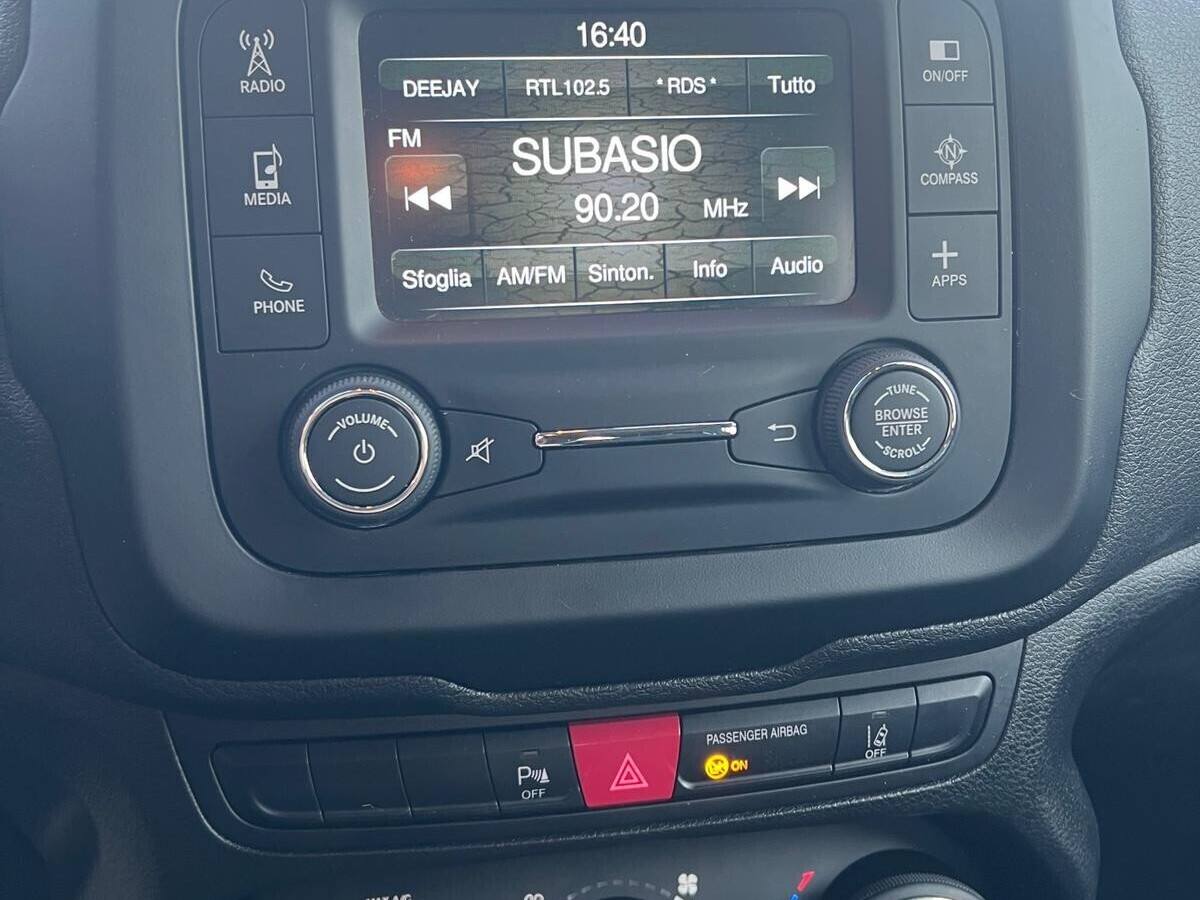 16:40
DEEJAY RTL102.5 *RDS* Tutto
FM
SUBASIO
90.20 MHz
Sfoglia AM/FM Sinton. Info Audio
RADIO
MEDIA
PHONE
ON/OFF
N
COMPASS
APPS
VOLUME
TUNE
BROWSE
ENTER
SCROLL
P
OFF
PASSENGER AIRBAG
ON
OFF